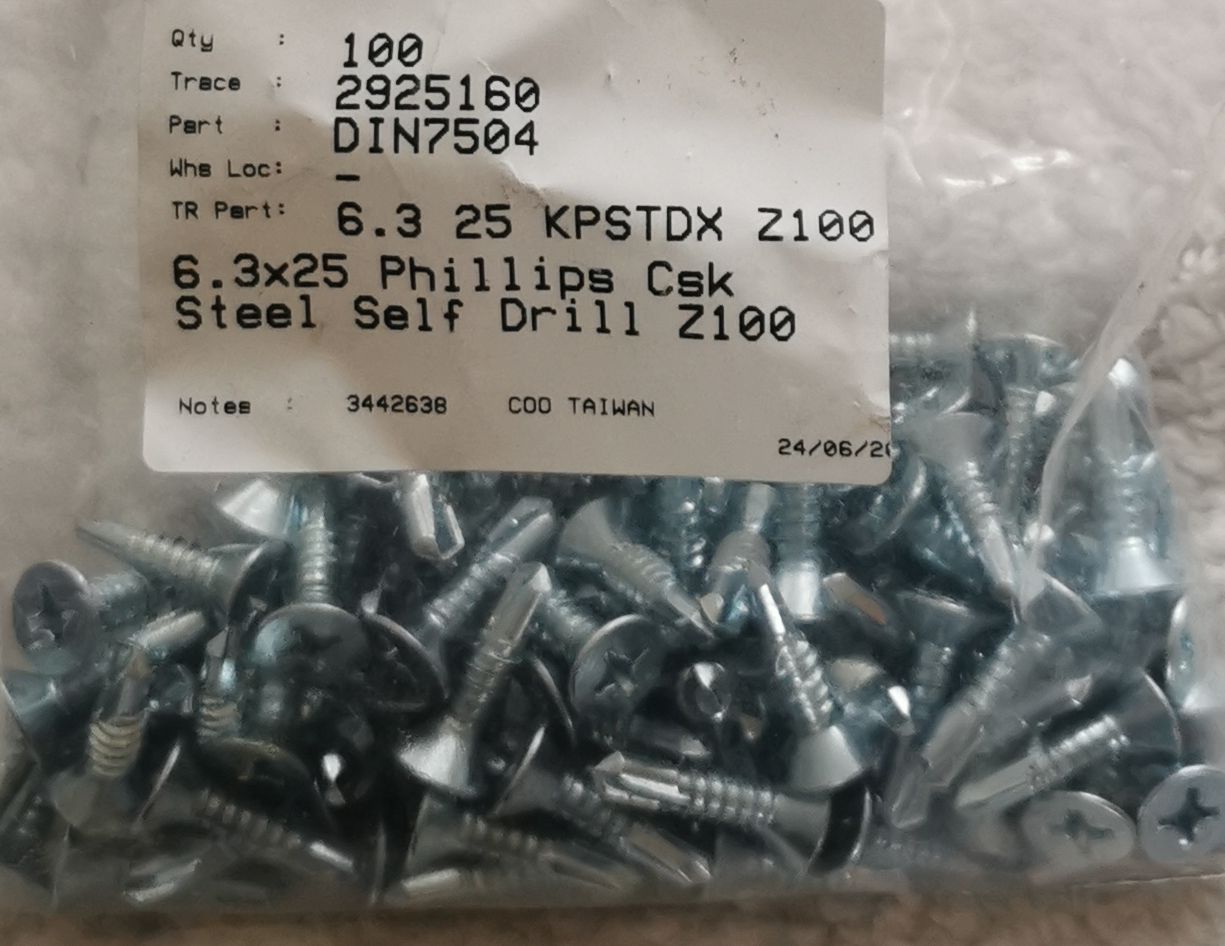 Qty : 100
Trace : 2925160
Part : DIN7504
Whs Loc: -
TR Part: 6.3 25 KPSTDX Z100
6.3x25 Phillips Csk
Steel Self Drill Z100
Notes : 3442638 COO TAIWAN